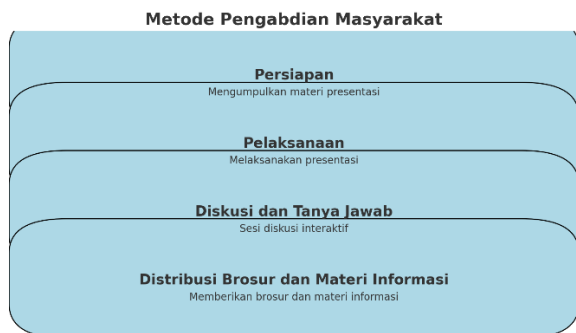 Metode Pengabdian Masyarakat
Persiapan
Mengumpulkan materi presentasi
Pelaksanaan
Melaksanakan presentasi
Diskusi dan Tanya Jawab
Sesi diskusi interaktif
Distribusi Brosur dan Materi Informasi
Memberikan brosur dan materi informasi